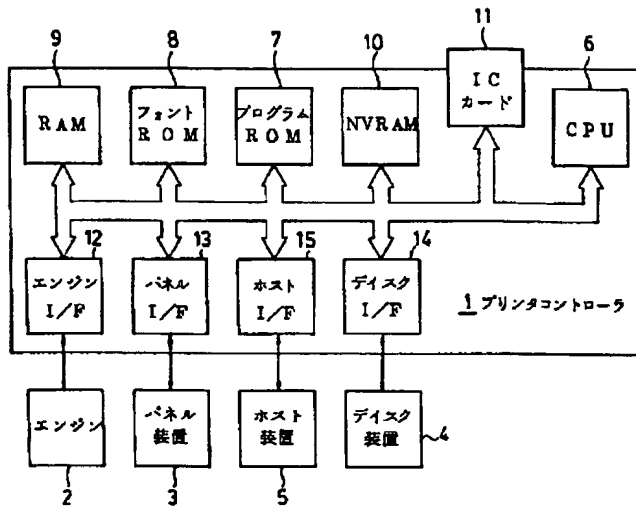 11
9
8
7
10
6
IC
カード
RAM
フォント
ROM
プログラム
ROM
NVRAM
CPU
12
13
15
14
エンジン
I/F
パネル
I/F
ホスト
I/F
デイスク
I/F
1 プリンタコントローラ
エンジン
パネル
装置
ホスト
装置
デイスク
装置
2
3
5
4